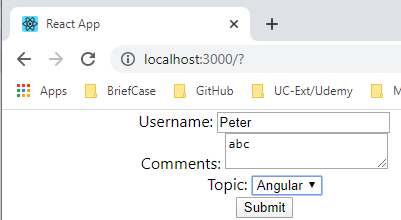 React App
localhost:3000/?
Apps BriefCase GitHub UC-Ext/Udemy M
Username: Peter
abc
Comments:
Topic: Angular
Submit